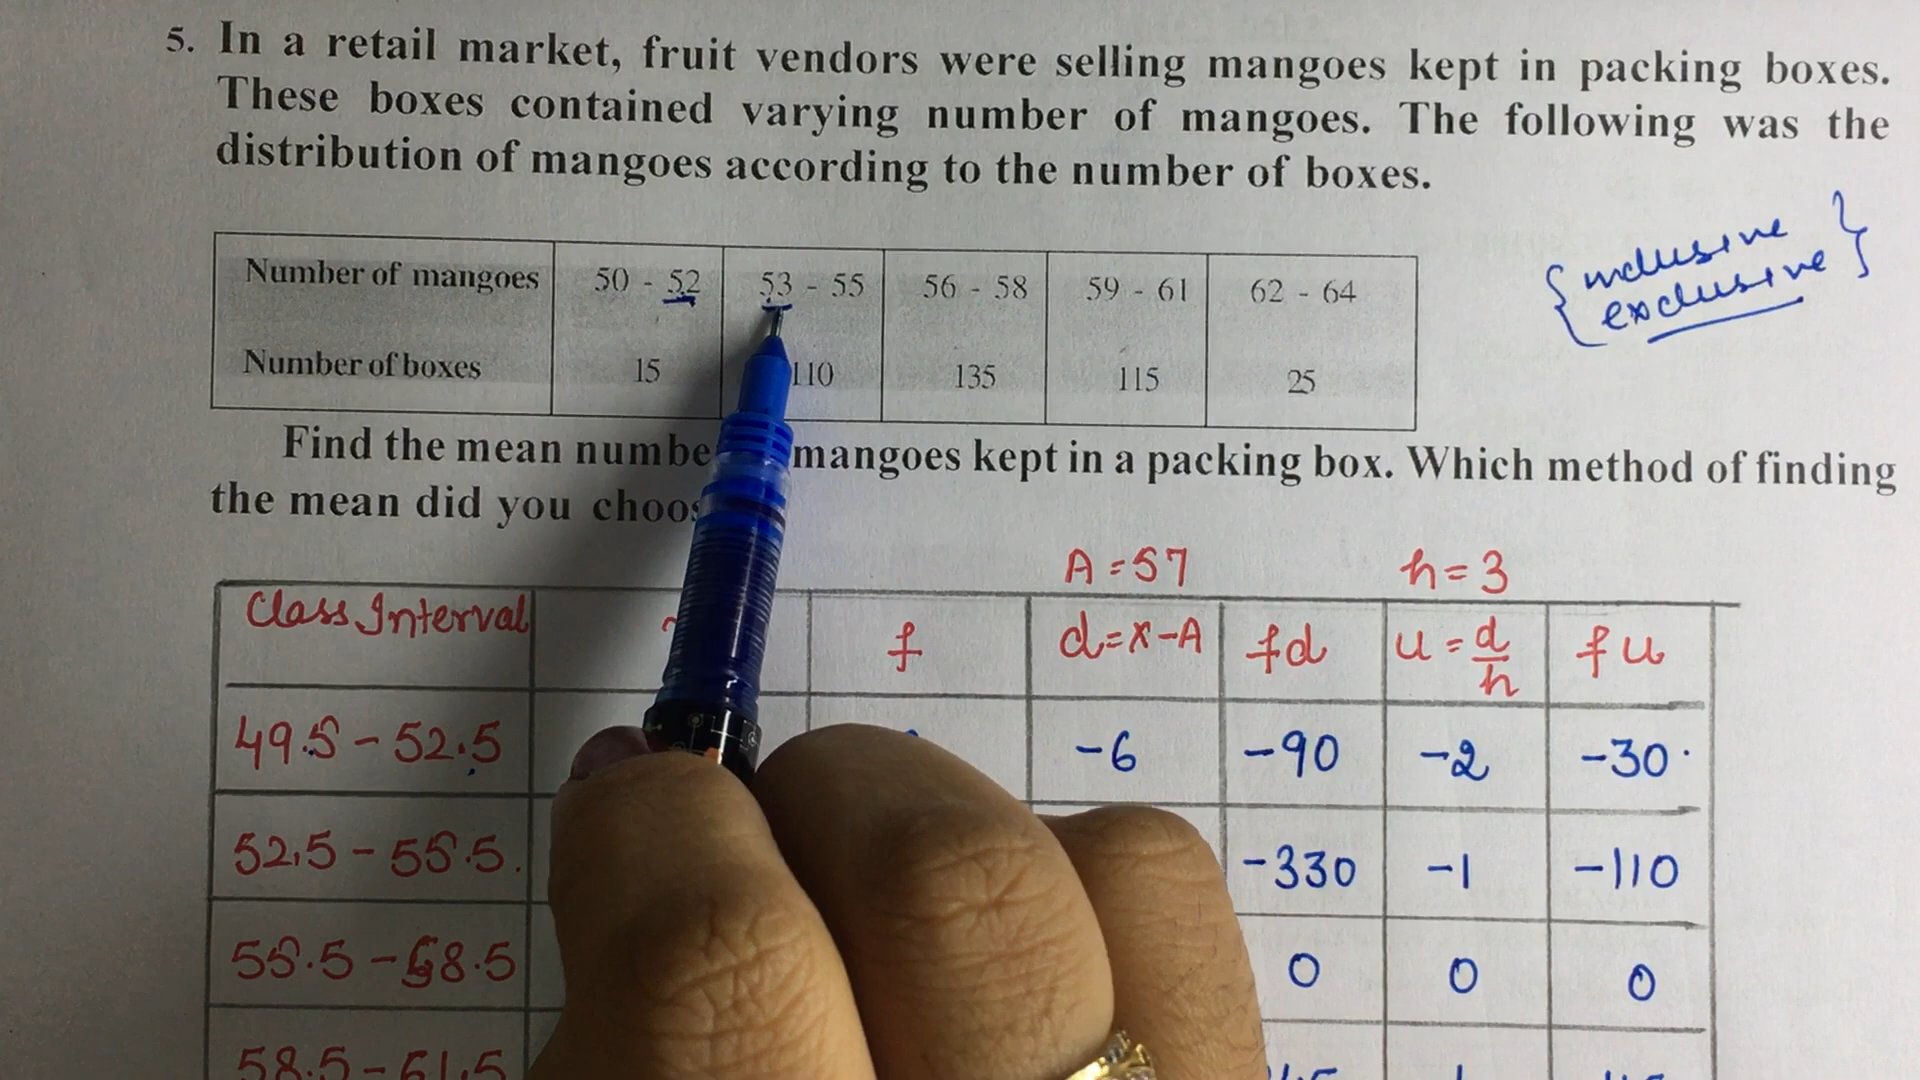 5. In a retail market, fruit vendors were selling mangoes kept in packing boxes.
These boxes contained varying number of mangoes. The following was the
distribution of mangoes according to the number of boxes.
inclusive
exclusive
Number of mangoes 50 - 52 53 - 55 56 - 58 59 - 61 62 - 64
Number of boxes 15 110 135 115 25
Find the mean mangoes kept in a packing box. Which method of finding
the mean did you
A = 57 h = 3
Class Interval f d = x - A fd u = d/h fu
49.5 - 52.5 -6 -90 -2 -30
52.5 - 55.5 -330 -1 -110
55.5 - 58.5 0 0 0
58.5 - 61.5